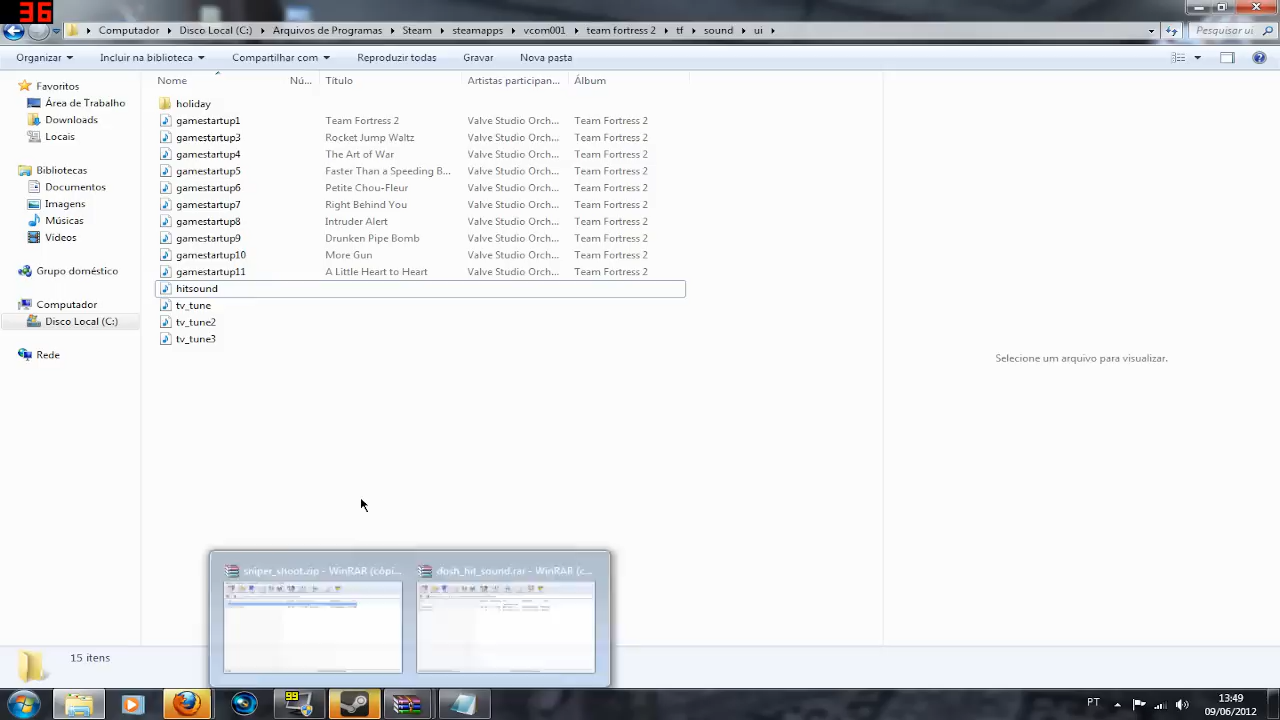 36
Computador ▸ Disco Local (C:) ▸ Arquivos de Programas ▸ Steam ▸ steamapps ▸ vcom001 ▸ team fortress 2 ▸ tf ▸ sound ▸ ui ▸
Pesquisar ui
Organizar Incluir na biblioteca Compartilhar com Reproduzir todas Gravar Nova pasta
Nome Nú... Título Artistas participan... Álbum
Favoritos
Área de Trabalho
Downloads
Locais
Bibliotecas
Documentos
Imagens
Músicas
Vídeos
Grupo doméstico
Computador
Disco Local (C:)
Rede
holiday
gamestartup1 Team Fortress 2 Valve Studio Orch... Team Fortress 2
gamestartup3 Rocket Jump Waltz Valve Studio Orch... Team Fortress 2
gamestartup4 The Art of War Valve Studio Orch... Team Fortress 2
gamestartup5 Faster Than a Speeding B... Valve Studio Orch... Team Fortress 2
gamestartup6 Petite Chou-Fleur Valve Studio Orch... Team Fortress 2
gamestartup7 Right Behind You Valve Studio Orch... Team Fortress 2
gamestartup8 Intruder Alert Valve Studio Orch... Team Fortress 2
gamestartup9 Drunken Pipe Bomb Valve Studio Orch... Team Fortress 2
gamestartup10 More Gun Valve Studio Orch... Team Fortress 2
gamestartup11 A Little Heart to Heart Valve Studio Orch... Team Fortress 2
hitsound
tv_tune
tv_tune2
tv_tune3
Selecione um arquivo para visualizar.
sniper_shoot.zip - WinRAR (cópi...
dosh_hit_sound.rar - WinRAR (c...
15 itens
99
PT
13:49
09/06/2012